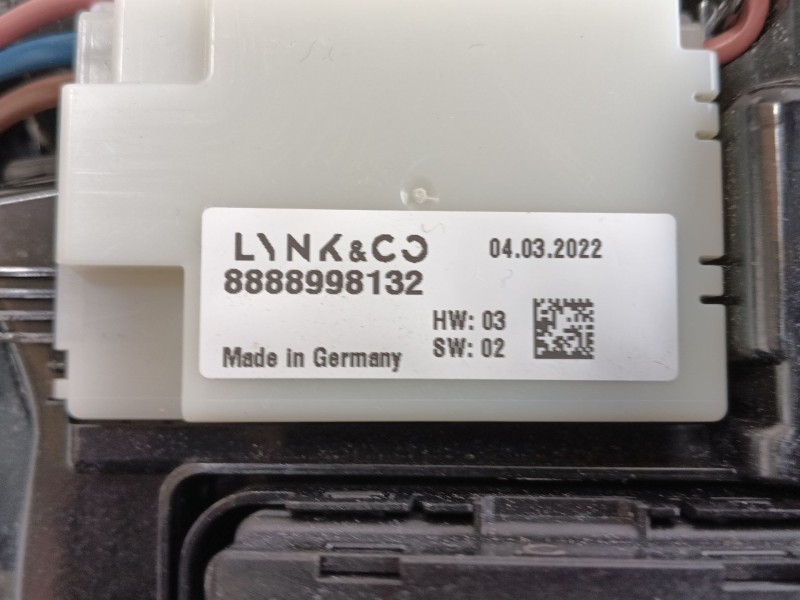 LYNK&CO 04.03.2022
8888998132
HW: 03
Made in Germany SW: 02